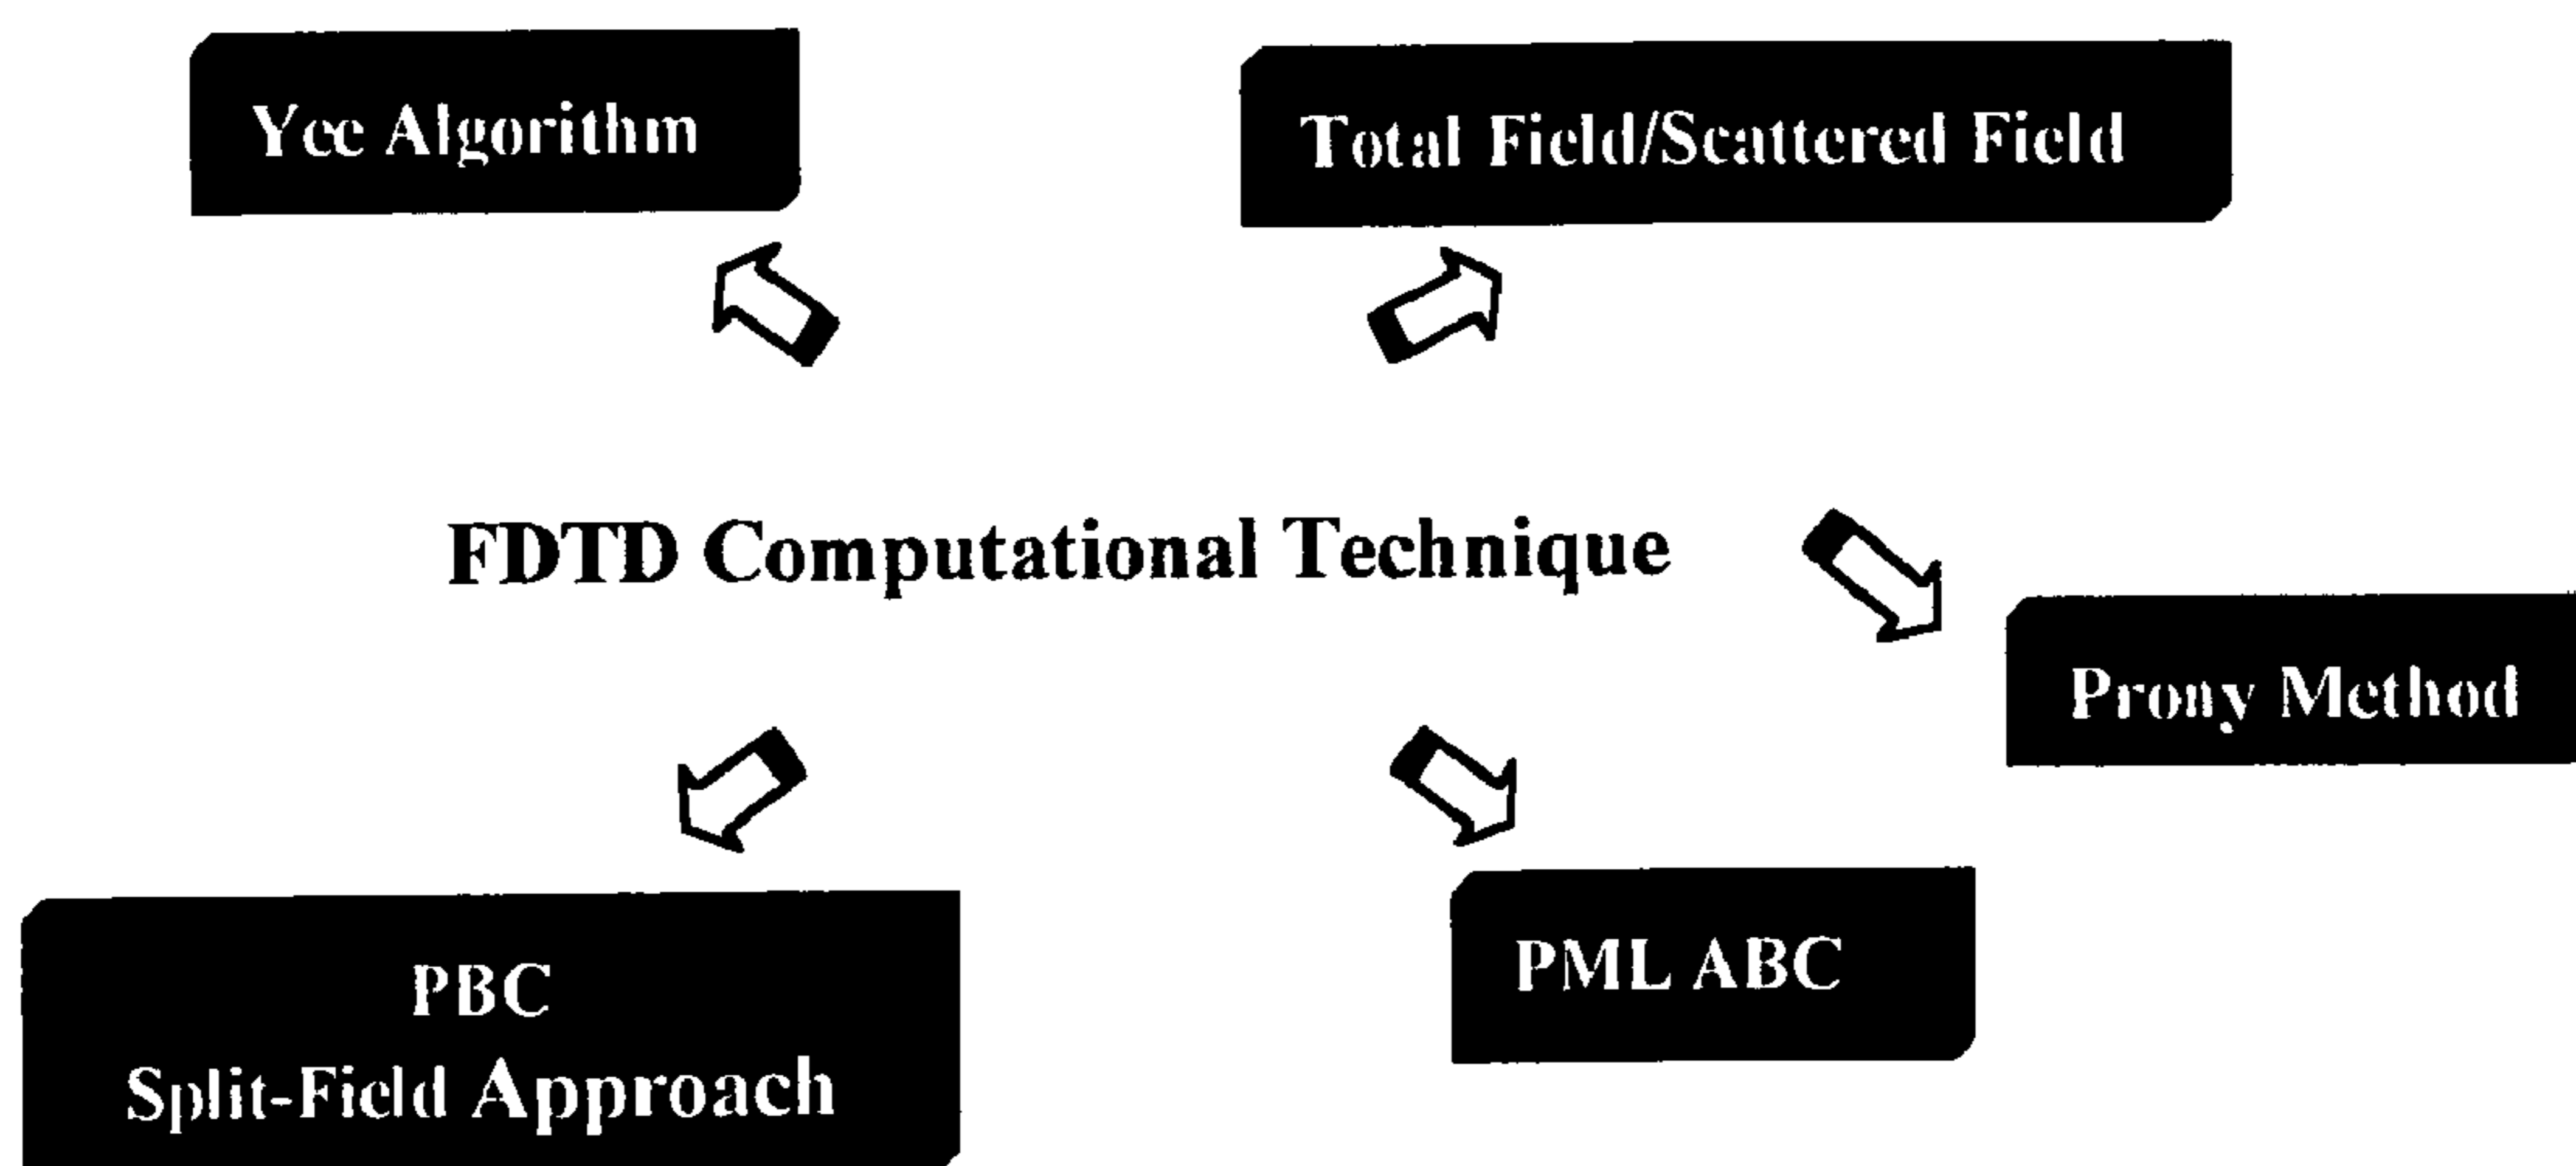 Yee Algorithm
Total Field/Scattered Field
FDTD Computational Technique
Prony Method
PBC
Split-Field Approach
PML ABC